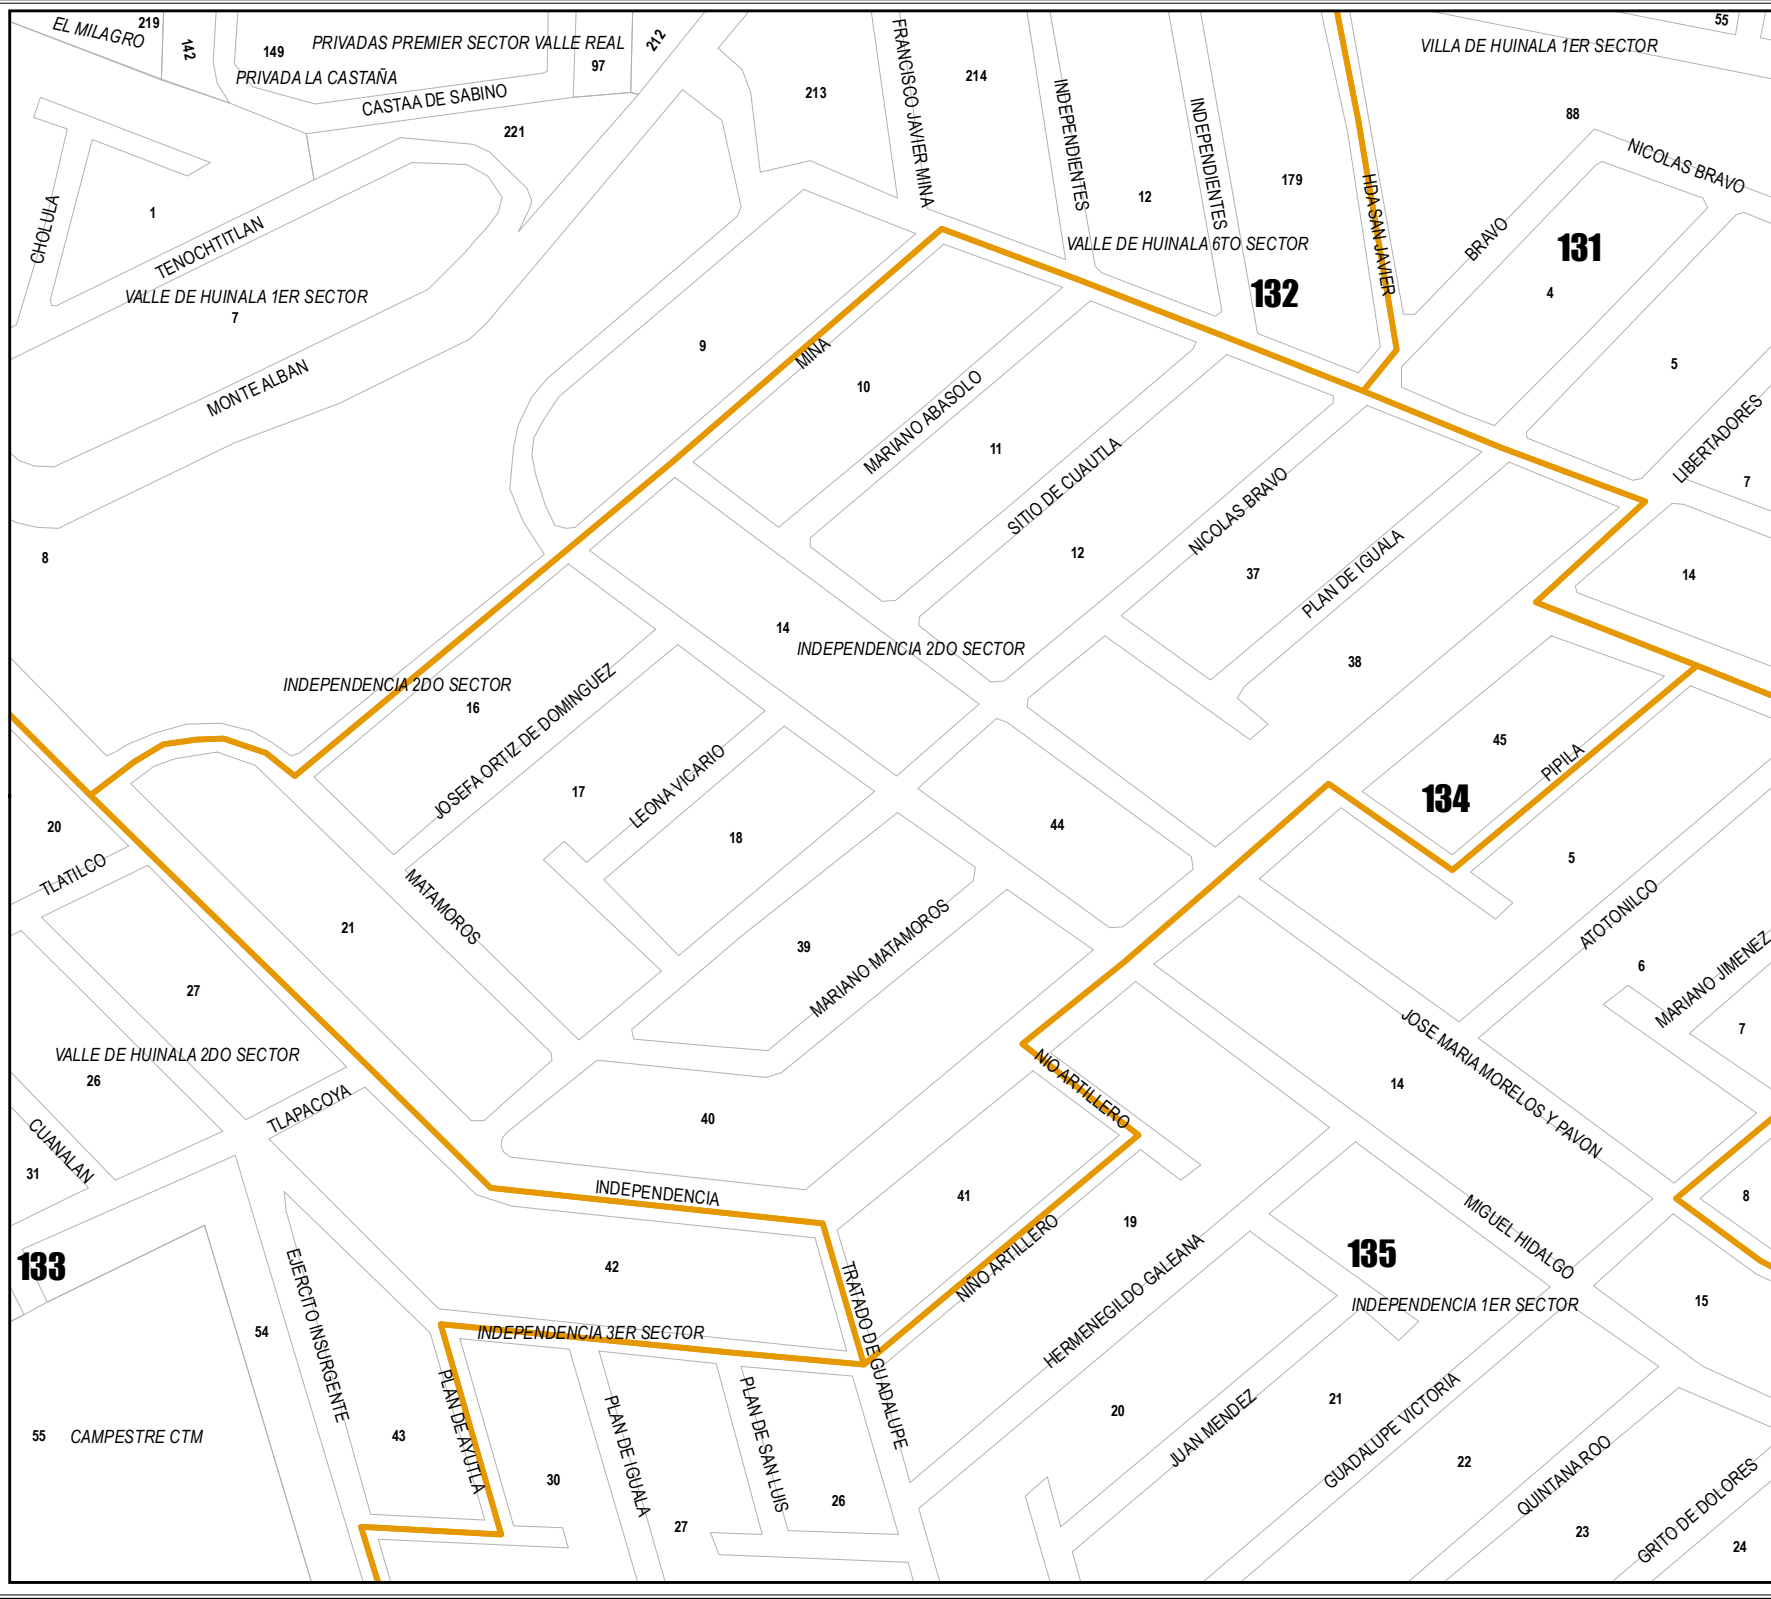 219
EL MILAGRO
142
149
PRIVADAS PREMIER SECTOR VALLE REAL
212
97
PRIVADA LA CASTAÑA
CASTAA DE SABINO
221
213
FRANCISCO JAVIER MINA
214
INDEPENDIENTES
12
INDEPENDIENTES
179
HDA SAN JAVIER
55
VILLA DE HUINALA 1ER SECTOR
88
NICOLAS BRAVO
BRAVO
131
4
5
LIBERTADORES
7
14
CHOLULA
1
TENOCHTITLAN
VALLE DE HUINALA 1ER SECTOR
7
MONTE ALBAN
8
VALLE DE HUINALA 6TO SECTOR
132
9
MINA
10
MARIANO ABASOLO
11
SITIO DE CUAUTLA
12
NICOLAS BRAVO
37
PLAN DE IGUALA
38
14
INDEPENDENCIA 2DO SECTOR
INDEPENDENCIA 2DO SECTOR
16
JOSEFA ORTIZ DE DOMINGUEZ
17
LEONA VICARIO
18
44
45
PIPILA
134
5
ATOTONILCO
6
MARIANO JIMENEZ
7
20
TLATILCO
21
MATAMOROS
39
MARIANO MATAMOROS
27
VALLE DE HUINALA 2DO SECTOR
26
TLAPACOYA
CUANALAN
31
40
NIO ARTILLERO
JOSE MARIA MORELOS Y PAVON
14
8
INDEPENDENCIA
41
NIÑO ARTILLERO
19
HERMENEGILDO GALEANA
MIGUEL HIDALGO
135
INDEPENDENCIA 1ER SECTOR
15
133
42
EJERCITO INSURGENTE
54
INDEPENDENCIA 3ER SECTOR
TRATADO DE GUADALUPE
55
CAMPESTRE CTM
43
PLAN DE AYUTLA
30
PLAN DE IGUALA
27
PLAN DE SAN LUIS
26
20
JUAN MENDEZ
21
GUADALUPE VICTORIA
22
QUINTANA ROO
23
GRITO DE DOLORES
24